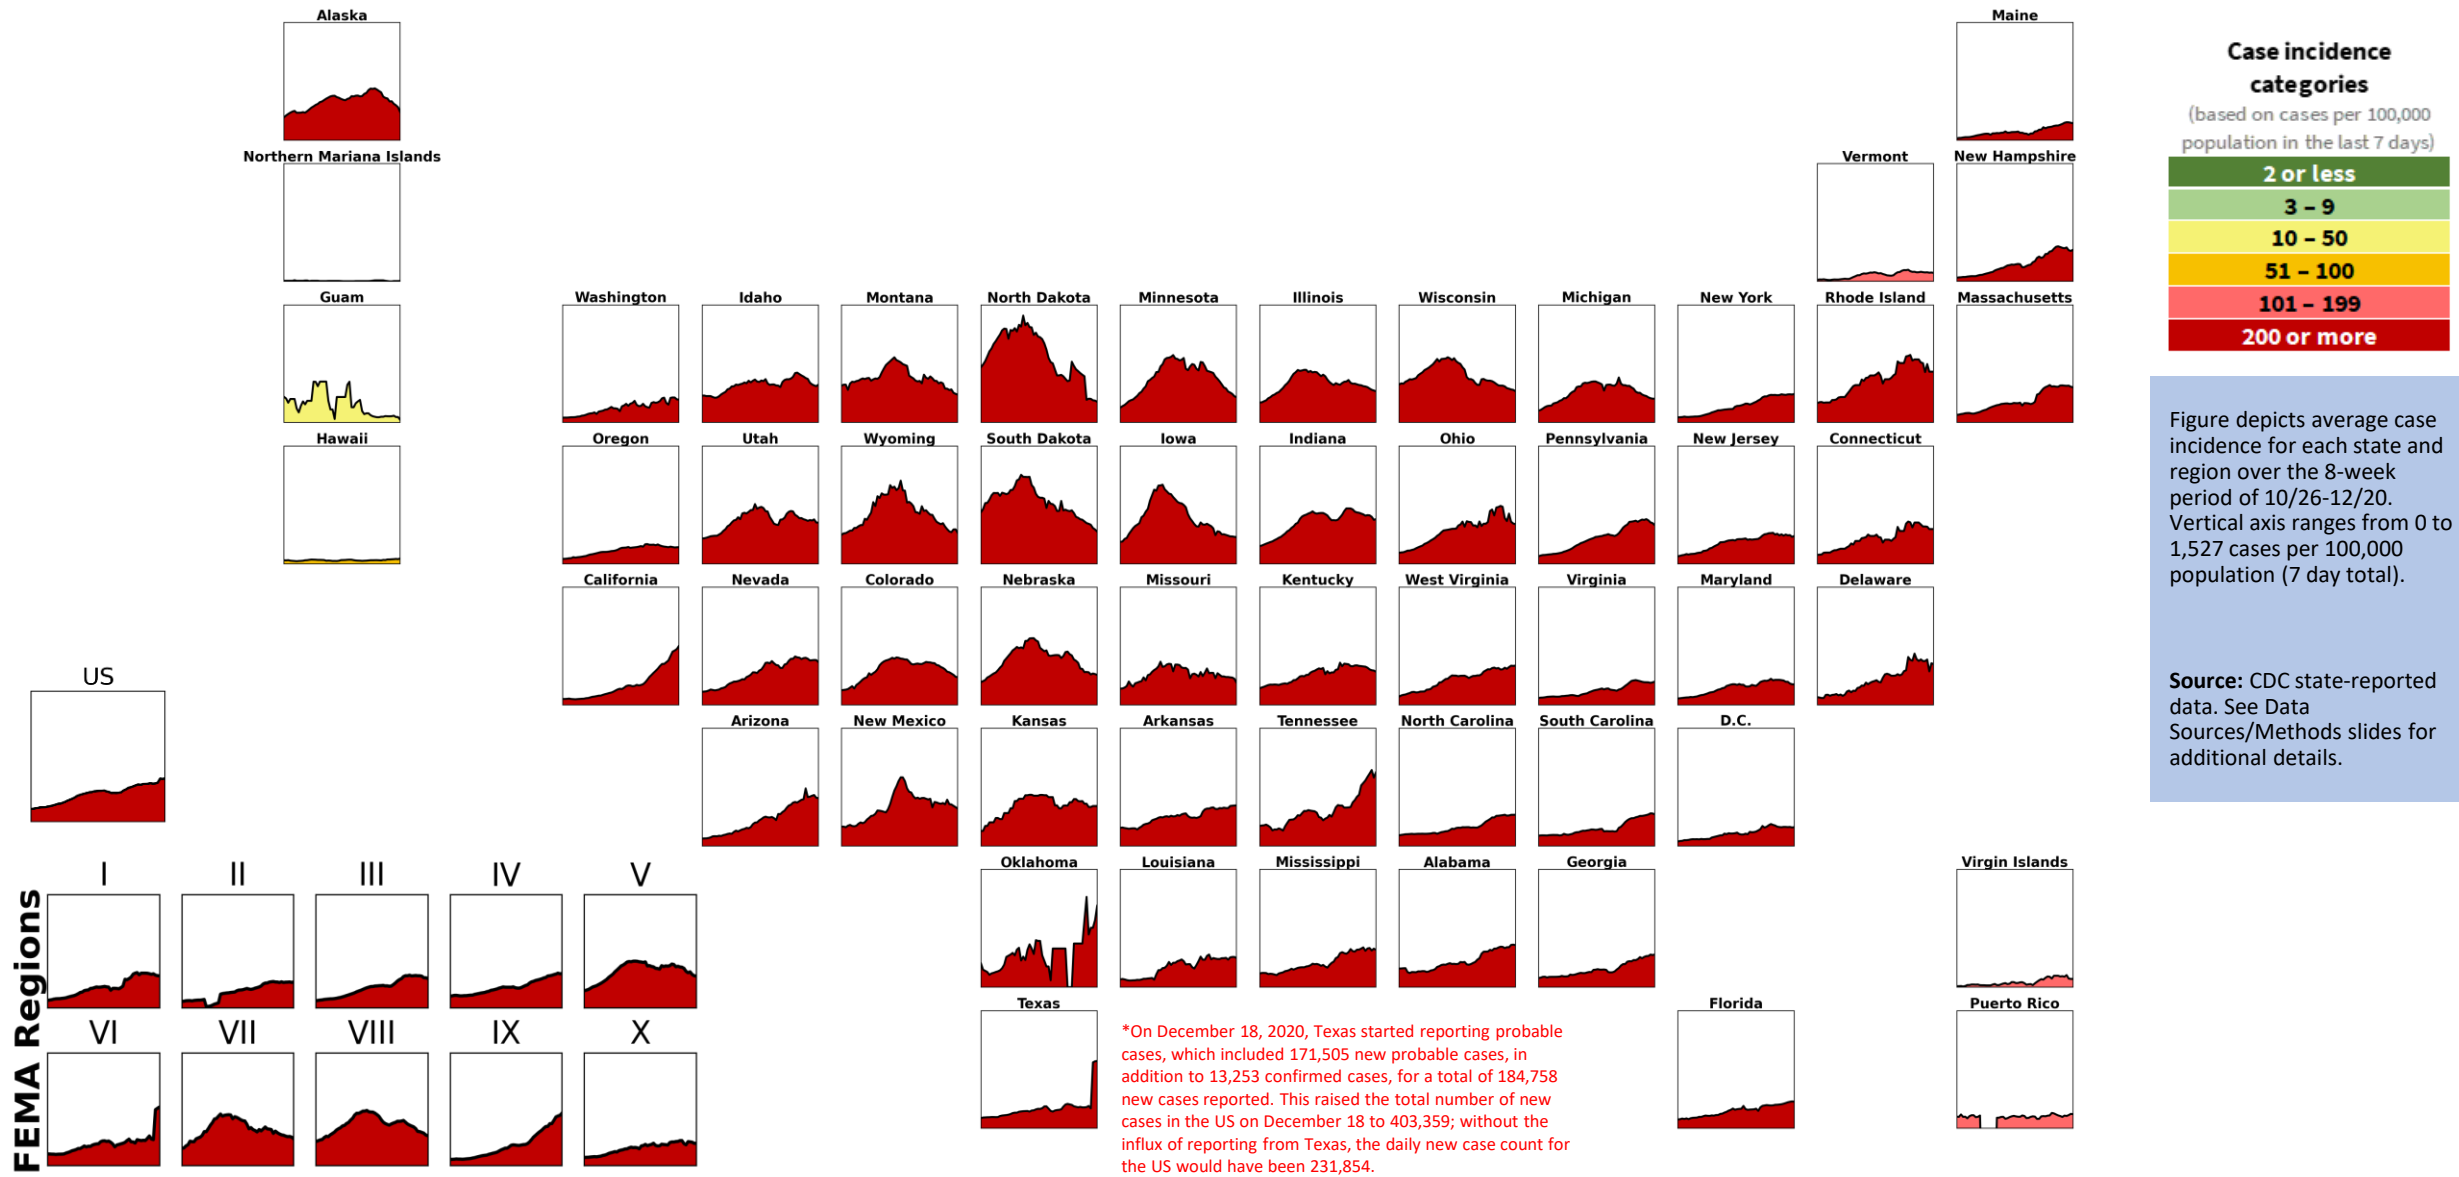 Alaska
Maine
Northern Mariana Islands
Vermont
New Hampshire
Guam
Washington
Idaho
Montana
North Dakota
Minnesota
Illinois
Wisconsin
Michigan
New York
Rhode Island
Massachusetts
Hawaii
Oregon
Utah
Wyoming
South Dakota
Iowa
Indiana
Ohio
Pennsylvania
New Jersey
Connecticut
California
Nevada
Colorado
Nebraska
Missouri
Kentucky
West Virginia
Virginia
Maryland
Delaware
US
Arizona
New Mexico
Kansas
Arkansas
Tennessee
North Carolina
South Carolina
D.C.
Oklahoma
Louisiana
Mississippi
Alabama
Georgia
Virgin Islands
Texas
Florida
Puerto Rico
FEMA Regions
I
II
III
IV
V
VI
VII
VIII
IX
X
*On December 18, 2020, Texas started reporting probable
cases, which included 171,505 new probable cases, in
addition to 13,253 confirmed cases, for a total of 184,758
new cases reported. This raised the total number of new
cases in the US on December 18 to 403,359; without the
influx of reporting from Texas, the daily new case count for
the US would have been 231,854.
Case incidence
categories
(based on cases per 100,000
population in the last 7 days)
2 or less
3 – 9
10 – 50
51 – 100
101 – 199
200 or more
Figure depicts average case
incidence for each state and
region over the 8-week
period of 10/26-12/20.
Vertical axis ranges from 0 to
1,527 cases per 100,000
population (7 day total).
Source: CDC state-reported
data. See Data
Sources/Methods slides for
additional details.